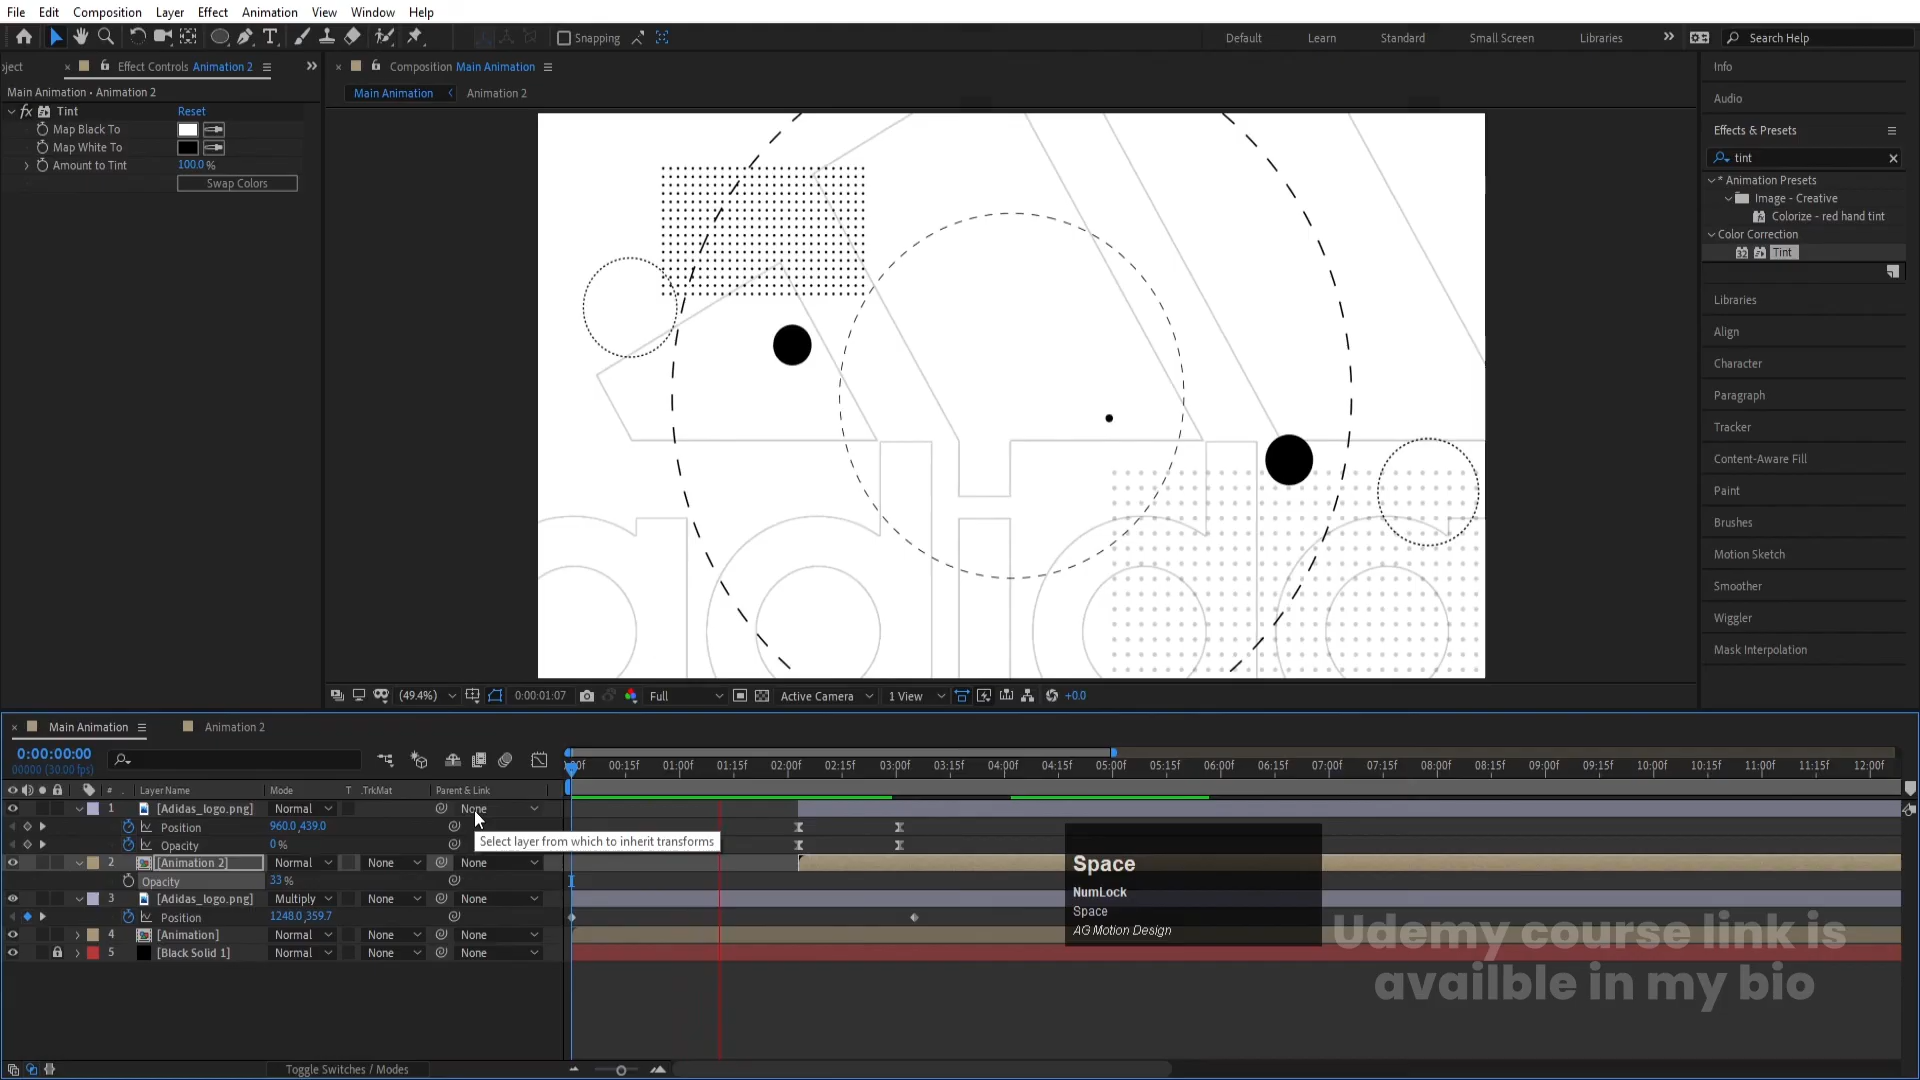 File Edit Composition Layer Effect Animation View Window Help
Snapping Default Learn Standard Small Screen Libraries Search Help
oject Effect Controls Animation 2
Composition Main Animation
Info
Main Animation • Animation 2
Main Animation Animation 2
Audio
fx Tint Reset
Map Black To
Map White To
Amount to Tint 100.0 %
Swap Colors
Effects & Presets
tint
* Animation Presets
Image - Creative
Colorize - red hand tint
Color Correction
32 Tint
Libraries
Align
Character
Paragraph
Tracker
Content-Aware Fill
Paint
Brushes
Motion Sketch
Smoother
Wiggler
Mask Interpolation
adida
(49.4%) 0:00:01:07 Full Active Camera 1 View +0.0
Main Animation Animation 2
0:00:00:00
00000 (30.00 fps)
:00f 00:15f 01:00f 01:15f 02:00f 02:15f 03:00f 03:15f 04:00f 04:15f 05:00f 05:15f 06:00f 06:15f 07:00f 07:15f 08:00f 08:15f 09:00f 09:15f 10:00f 10:15f 11:00f 11:15f 12:00f
# Layer Name Mode T .TrkMat Parent & Link
1 [Adidas_logo.png] Normal None
Position 960.0,439.0
Opacity 0 %
Select layer from which to inherit transforms
2 [Animation 2] Normal None None
Opacity 33 %
3 [Adidas_logo.png] Multiply None None
Position 1248.0,359.7
4 [Animation] Normal None None
5 [Black Solid 1] Normal None None
Space
NumLock
Space
AG Motion Design
Udemy course link is
availble in my bio
Toggle Switches / Modes